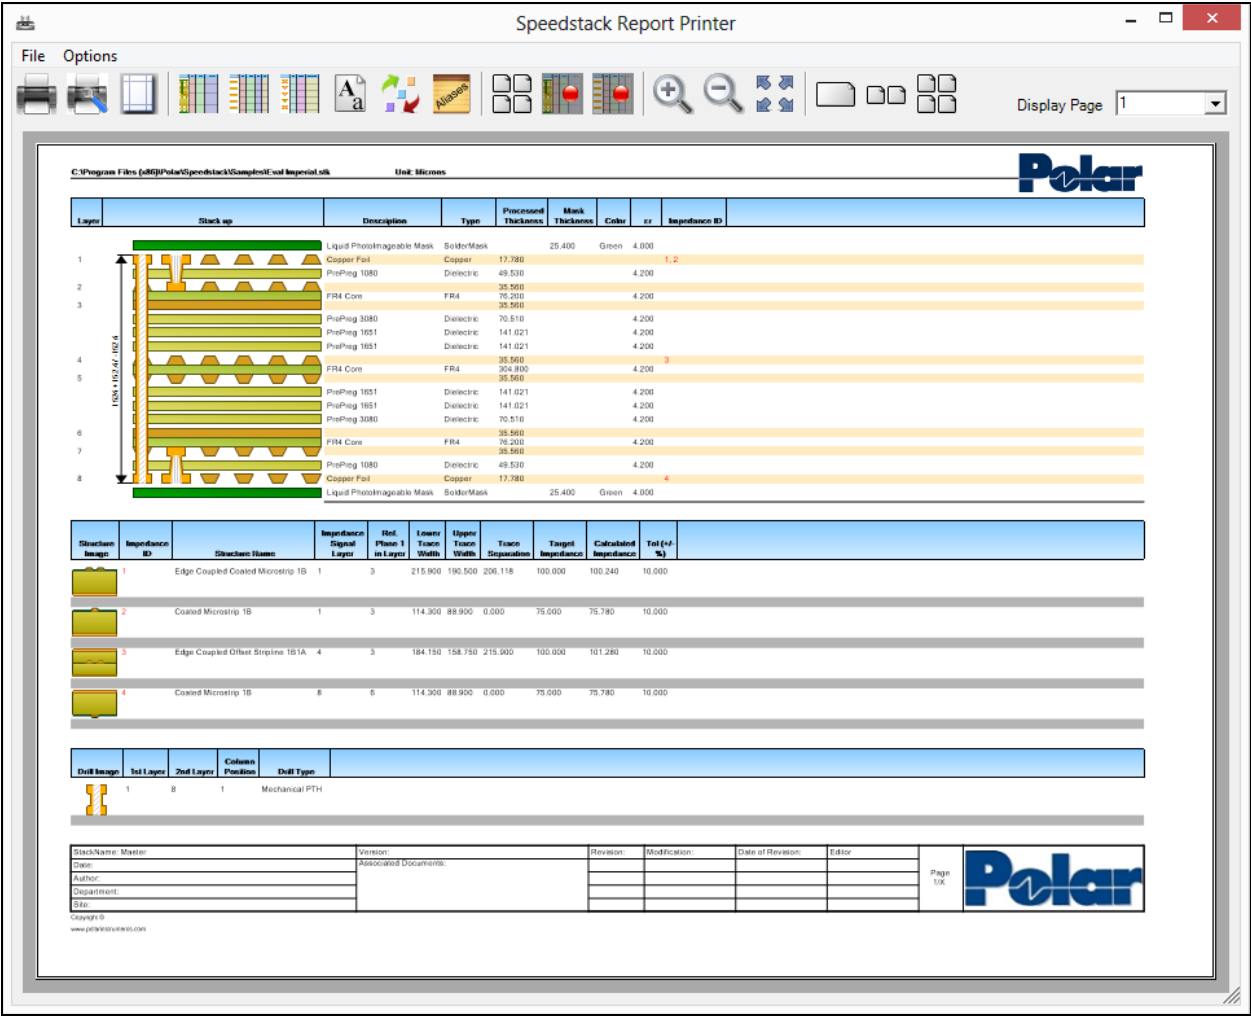 Speedstack Report Printer
File Options
Aliases
Display Page 1
C:\Program Files (x86)\Polar\Speedstack\Samples\Eval Imperial.stk Unit: Microns
Polar
Layer Stack up Description Type Processed Thickness Mask Thickness Color εr Impedance ID
Liquid PhotoImageable Mask SolderMask 25.400 Green 4.000
1 Copper Foil Copper 17.780 1, 2
PrePreg 1080 Dielectric 49.530 4.200
2 35.560
FR4 Core FR4 76.200 4.200
3 35.560
PrePreg 3080 Dielectric 70.510 4.200
PrePreg 1651 Dielectric 141.021 4.200
PrePreg 1651 Dielectric 141.021 4.200
4 35.560 3
FR4 Core FR4 304.800 4.200
5 35.560
PrePreg 1651 Dielectric 141.021 4.200
PrePreg 1651 Dielectric 141.021 4.200
PrePreg 3080 Dielectric 70.510 4.200
6 35.560
FR4 Core FR4 76.200 4.200
7 35.560
PrePreg 1080 Dielectric 49.530 4.200
8 Copper Foil Copper 17.780 4
Liquid PhotoImageable Mask SolderMask 25.400 Green 4.000
Structure Image Impedance ID Structure Name Impedance Signal Layer Ref. Plane 1 in Layer Lower Trace Width Upper Trace Width Trace Separation Target Impedance Calculated Impedance Tol (+/- %)
1 Edge Coupled Coated Microstrip 1B 1 3 215.900 190.500 206.118 100.000 100.240 10.000
2 Coated Microstrip 1B 1 3 114.300 88.900 0.000 75.000 75.780 10.000
3 Edge Coupled Offset Stripline 1B1A 4 3 184.150 158.750 215.900 100.000 101.280 10.000
4 Coated Microstrip 1B 8 6 114.300 88.900 0.000 75.000 75.780 10.000
Drill Image 1st Layer 2nd Layer Column Position Drill Type
1 8 1 Mechanical PTH
StackName: Master Version: Revision: Modification: Date of Revision: Editor
Date: Associated Documents:
Author:
Department:
Site:
Page
1/X
Polar
Copyright ©
www.polarinstruments.com